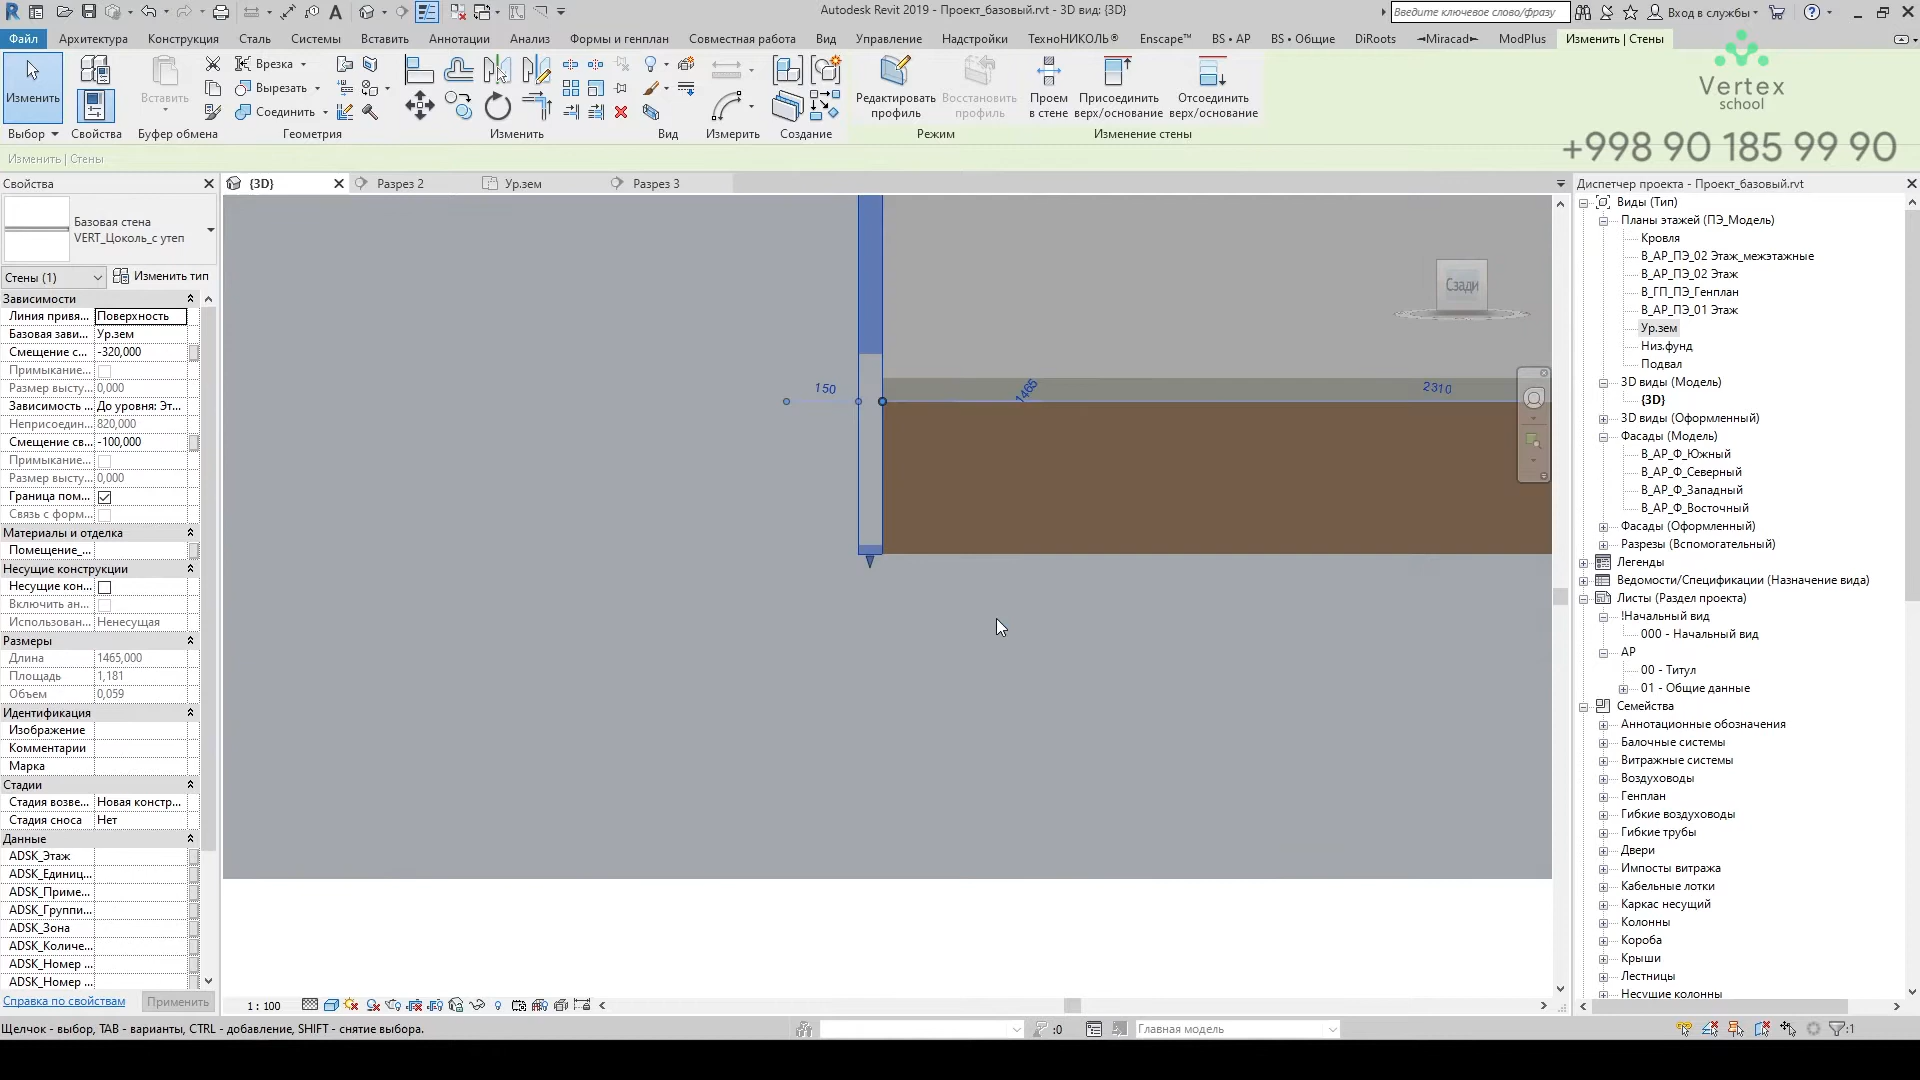 Autodesk Revit 2019 - Проект_базовый.rvt - 3D вид: {3D}
Введите ключевое слово/фразу
Вход в службы
Файл Архитектура Конструкция Сталь Системы Вставить Аннотации Анализ Формы и генплан Совместная работа Вид Управление Надстройки ТехноНИКОЛЬ® Enscape™ BS • АР BS • Общие DiRoots ◄Miracad► ModPlus Изменить | Стены
Изменить
Вставить
Врезка
Вырезать
Соединить
Редактировать
профиль
Восстановить
профиль
Проем
в стене
Присоединить
верх/основание
Отсоединить
верх/основание
Выбор Свойства Буфер обмена Геометрия Изменить Вид Измерить Создание Режим Изменение стены
Vertex
school
+998 90 185 99 90
Изменить | Стены
Свойства
{3D} Разрез 2 Ур.зем Разрез 3
Диспетчер проекта - Проект_базовый.rvt
Базовая стена
VERT_Цоколь_с утеп
Стены (1) Изменить тип
Зависимости
Линия привя... Поверхность
Базовая зави... Ур.зем
Смещение с... -320,000
Примыкание...
Размер высту... 0,000
Зависимость ... До уровня: Эт...
Неприсоедин... 820,000
Смещение св... -100,000
Примыкание...
Размер высту... 0,000
Граница пом...
Связь с форм...
Материалы и отделка
Помещение_...
Несущие конструкции
Несущие кон...
Включить ан...
Использован... Ненесущая
Размеры
Длина 1465,000
Площадь 1,181
Объем 0,059
Идентификация
Изображение
Комментарии
Марка
Стадии
Стадия возве... Новая констр...
Стадия сноса Нет
Данные
ADSK_Этаж
ADSK_Единиц...
ADSK_Приме...
ADSK_Группи...
ADSK_Зона
ADSK_Количе...
ADSK_Номер ...
ADSK_Номер ...
Справка по свойствам Применить
150 1465 2310
Сзади
1 : 100
Виды (Тип)
Планы этажей (ПЭ_Модель)
Кровля
В_АР_ПЭ_02 Этаж_межэтажные
В_АР_ПЭ_02 Этаж
В_ГП_ПЭ_Генплан
В_АР_ПЭ_01 Этаж
Ур.зем
Низ.фунд
Подвал
3D виды (Модель)
{3D}
3D виды (Оформленный)
Фасады (Модель)
В_АР_Ф_Южный
В_АР_Ф_Северный
В_АР_Ф_Западный
В_АР_Ф_Восточный
Фасады (Оформленный)
Разрезы (Вспомогательный)
Легенды
Ведомости/Спецификации (Назначение вида)
Листы (Раздел проекта)
!Начальный вид
000 - Начальный вид
АР
00 - Титул
01 - Общие данные
Семейства
Аннотационные обозначения
Балочные системы
Витражные системы
Воздуховоды
Генплан
Гибкие воздуховоды
Гибкие трубы
Двери
Импосты витража
Кабельные лотки
Каркас несущий
Колонны
Короба
Крыши
Лестницы
Несущие колонны
Щелчок - выбор, TAB - варианты, CTRL - добавление, SHIFT - снятие выбора.
:0
Главная модель
:1